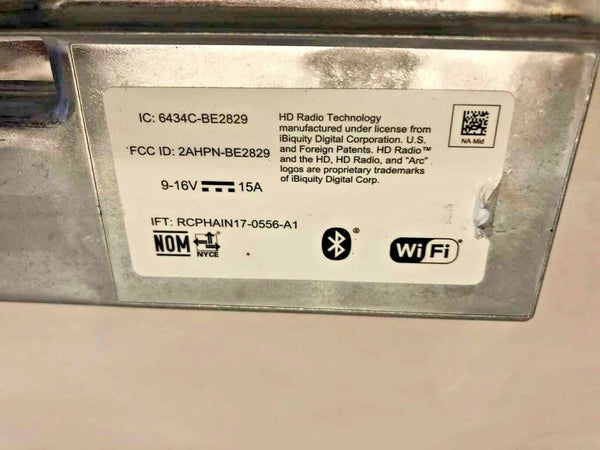 IC: 6434C-BE2829
FCC ID: 2AHPN-BE2829
9-16V 15A
IFT: RCPHAIN17-0556-A1
NOM NYCE
HD Radio Technology
manufactured under license from
iBiquity Digital Corporation. U.S.
and Foreign Patents. HD Radio™
and the HD, HD Radio, and "Arc"
logos are proprietary trademarks
of iBiquity Digital Corp.
NA Mid
®
Wi Fi®